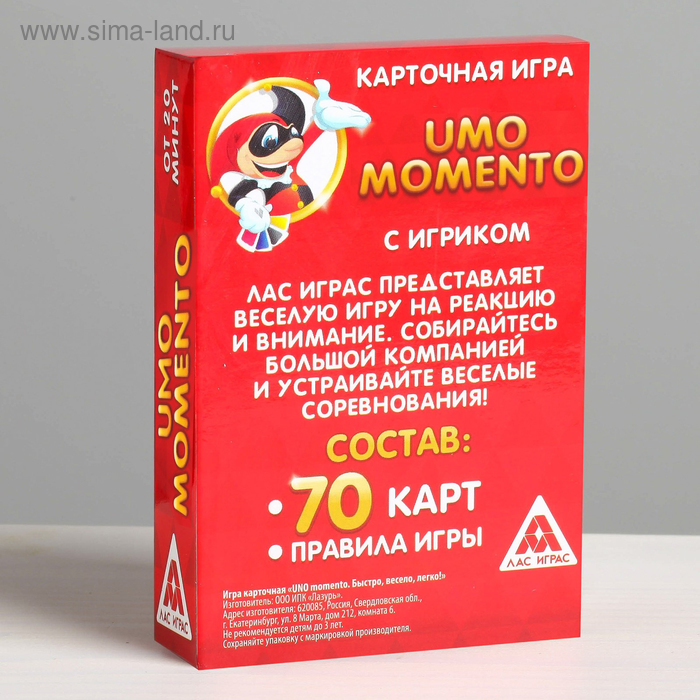 www.sima-land.ru
КАРТОЧНАЯ ИГРА
UMO
MOMENTO
С ИГРИКОМ
ЛАС ИГРАС ПРЕДСТАВЛЯЕТ
ВЕСЕЛУЮ ИГРУ НА РЕАКЦИЮ
И ВНИМАНИЕ. СОБИРАЙТЕСЬ
БОЛЬШОЙ КОМПАНИЕЙ
И УСТРАИВАЙТЕ ВЕСЕЛЫЕ
СОРЕВНОВАНИЯ!
СОСТАВ:
• 70 КАРТ
• ПРАВИЛА ИГРЫ
ЛАС ИГРАС
Игра карточная «UNO momento. Быстро, весело, легко!»
Изготовитель: ООО ИПК «Лазурь».
Адрес изготовителя: 620085, Россия, Свердловская обл.,
г. Екатеринбург, ул. 8 Марта, дом 212, комната 6.
Не рекомендуется детям до 3 лет.
Сохраняйте упаковку с маркировкой производителя.
ОТ 20
МИНУТ
UMO
MOMENTO
ЛАС ИГРАС